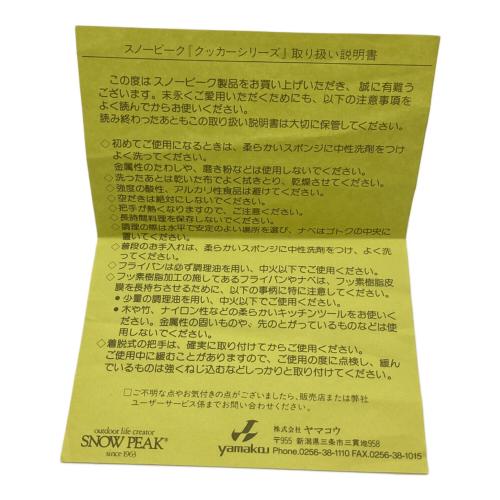 スノーピーク『クッカーシリーズ』取り扱い説明書
この度はスノーピーク製品をお買い上げいただき、誠に有難う
ございます。末永くご愛用いただくためにも、以下の注意事項を
よく読んでからお使いください。
読み終わったあともこの取り扱い説明書は大切に保管してください。
◇初めてご使用になるときは、柔らかいスポンジに中性洗剤をつけ
よく洗ってください。
金属性のたわしや、磨き粉などは使用しないでください。
◇洗ったあとは乾いた布でよく拭きとり、乾燥させてください。
◇強度の酸性、アルカリ性食品は避けてください。
◇空だきは絶対にしないでください。
◇把手が熱くなりますので、ご注意ください。
◇長時間料理を保存しないでください。
◇調理の際は水平で安定のよい場所を選び、ナベはゴトクの中央に
置いてください。
◇普段のお手入れは、柔らかいスポンジに中性洗剤をつけ、よく洗
ってください。
◇フライパンは必ず調理油を用い、中火以下でご使用ください。
◇フッ素樹脂加工の施してあるフライパンやナベは、フッ素樹脂皮
膜を長持ちさせるために、以下の事柄に特に注意してください。
●少量の調理油を用い、中火以下でご使用ください。
●木や竹、ナイロン性などの柔らかいキッチンツールをお使いく
ださい。金属性の固いものや、先のとがっているものなどは使
用しないでください。
◇着脱式の把手は、確実に取り付けてからご使用ください。
ご使用中に緩むことがありますので、ご使用の度に点検し、緩ん
でいるものは強くねじ込むなどしっかりと取り付けてください。
□ご不明な点やお気付きの点がございましたら、販売店または弊社
ユーザーサービス係までお問い合わせください。
outdoor life creator
SNOW PEAK®
since 1963
yamakou
株式会社 ヤマコウ
〒955 新潟県三条市三貫地958
Phone.0256-38-1110 FAX.0256-38-1015